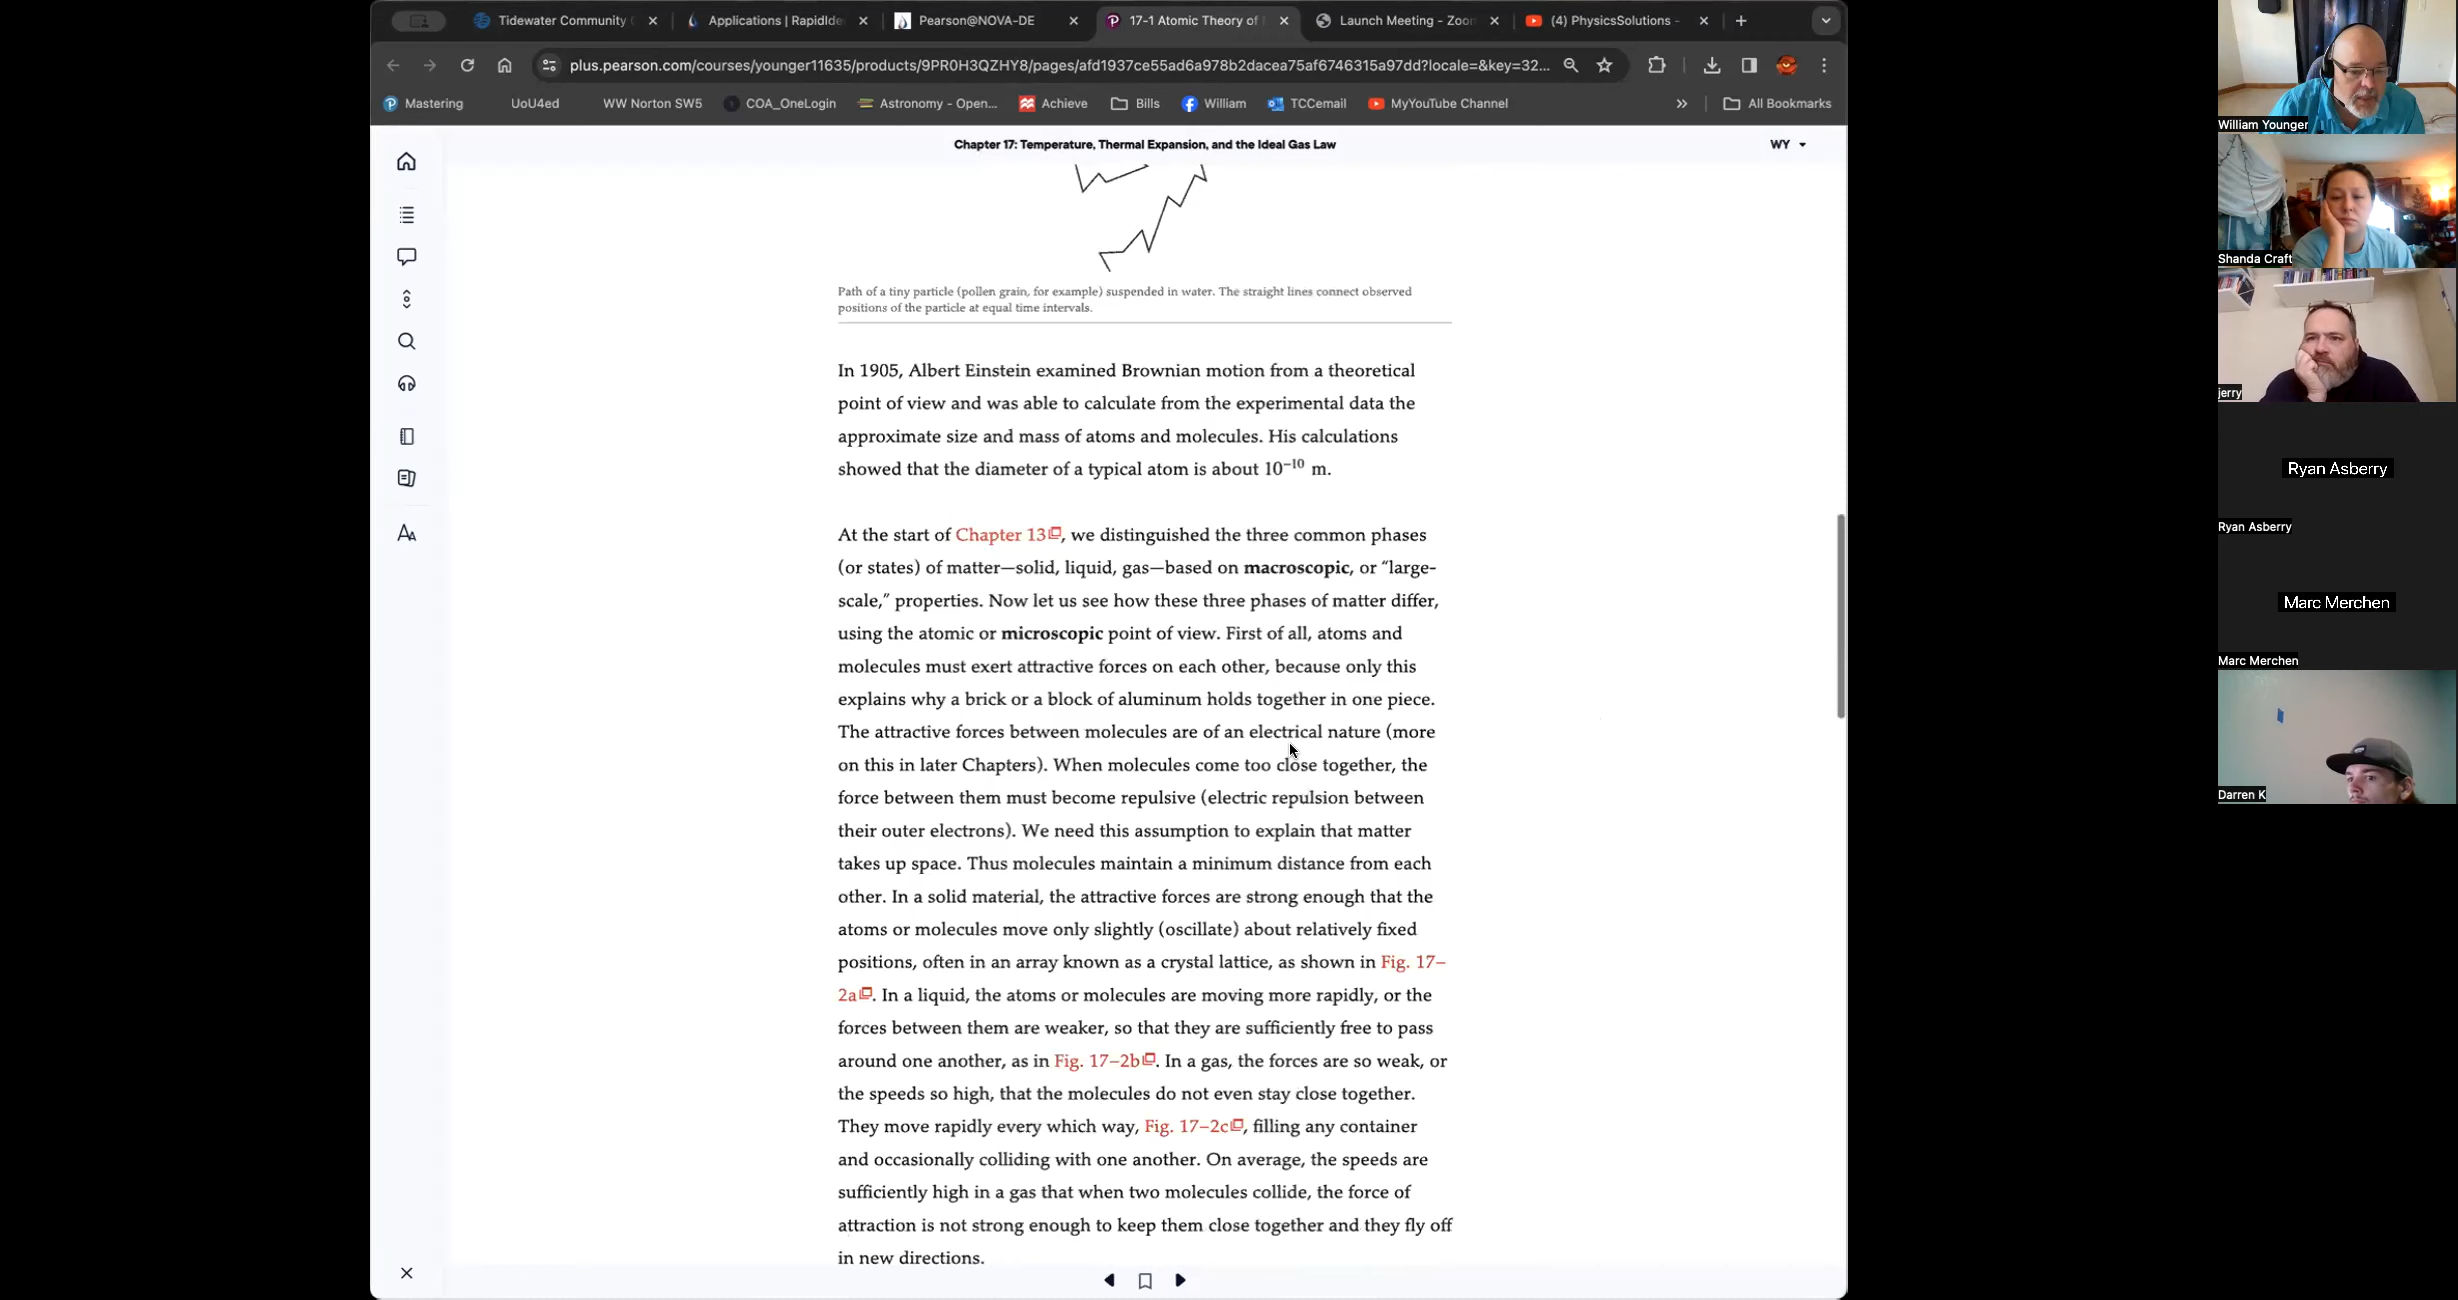 Tidewater Community
Applications | RapidIde
Pearson@NOVA-DE
17-1 Atomic Theory of
Launch Meeting - Zoo
(4) PhysicsSolutions -
plus.pearson.com/courses/younger11635/products/9PR0H3QZHY8/pages/afd1937ce55ad6a978b2dacea75af6746315a97dd?locale=&key=32...
Mastering
UoU4ed
WW Norton SW5
COA_OneLogin
Astronomy - Open...
Achieve
Bills
William
TCCemail
MyYouTube Channel
All Bookmarks
Chapter 17: Temperature, Thermal Expansion, and the Ideal Gas Law
WY
Path of a tiny particle (pollen grain, for example) suspended in water. The straight lines connect observed
positions of the particle at equal time intervals.
In 1905, Albert Einstein examined Brownian motion from a theoretical
point of view and was able to calculate from the experimental data the
approximate size and mass of atoms and molecules. His calculations
showed that the diameter of a typical atom is about 10⁻¹⁰ m.
At the start of Chapter 13, we distinguished the three common phases
(or states) of matter—solid, liquid, gas—based on macroscopic, or “large-
scale,” properties. Now let us see how these three phases of matter differ,
using the atomic or microscopic point of view. First of all, atoms and
molecules must exert attractive forces on each other, because only this
explains why a brick or a block of aluminum holds together in one piece.
The attractive forces between molecules are of an electrical nature (more
on this in later Chapters). When molecules come too close together, the
force between them must become repulsive (electric repulsion between
their outer electrons). We need this assumption to explain that matter
takes up space. Thus molecules maintain a minimum distance from each
other. In a solid material, the attractive forces are strong enough that the
atoms or molecules move only slightly (oscillate) about relatively fixed
positions, often in an array known as a crystal lattice, as shown in Fig. 17–
2a. In a liquid, the atoms or molecules are moving more rapidly, or the
forces between them are weaker, so that they are sufficiently free to pass
around one another, as in Fig. 17–2b. In a gas, the forces are so weak, or
the speeds so high, that the molecules do not even stay close together.
They move rapidly every which way, Fig. 17–2c, filling any container
and occasionally colliding with one another. On average, the speeds are
sufficiently high in a gas that when two molecules collide, the force of
attraction is not strong enough to keep them close together and they fly off
in new directions.
William Younger
Shanda Craft
jerry
Ryan Asberry
Ryan Asberry
Marc Merchen
Marc Merchen
Darren K